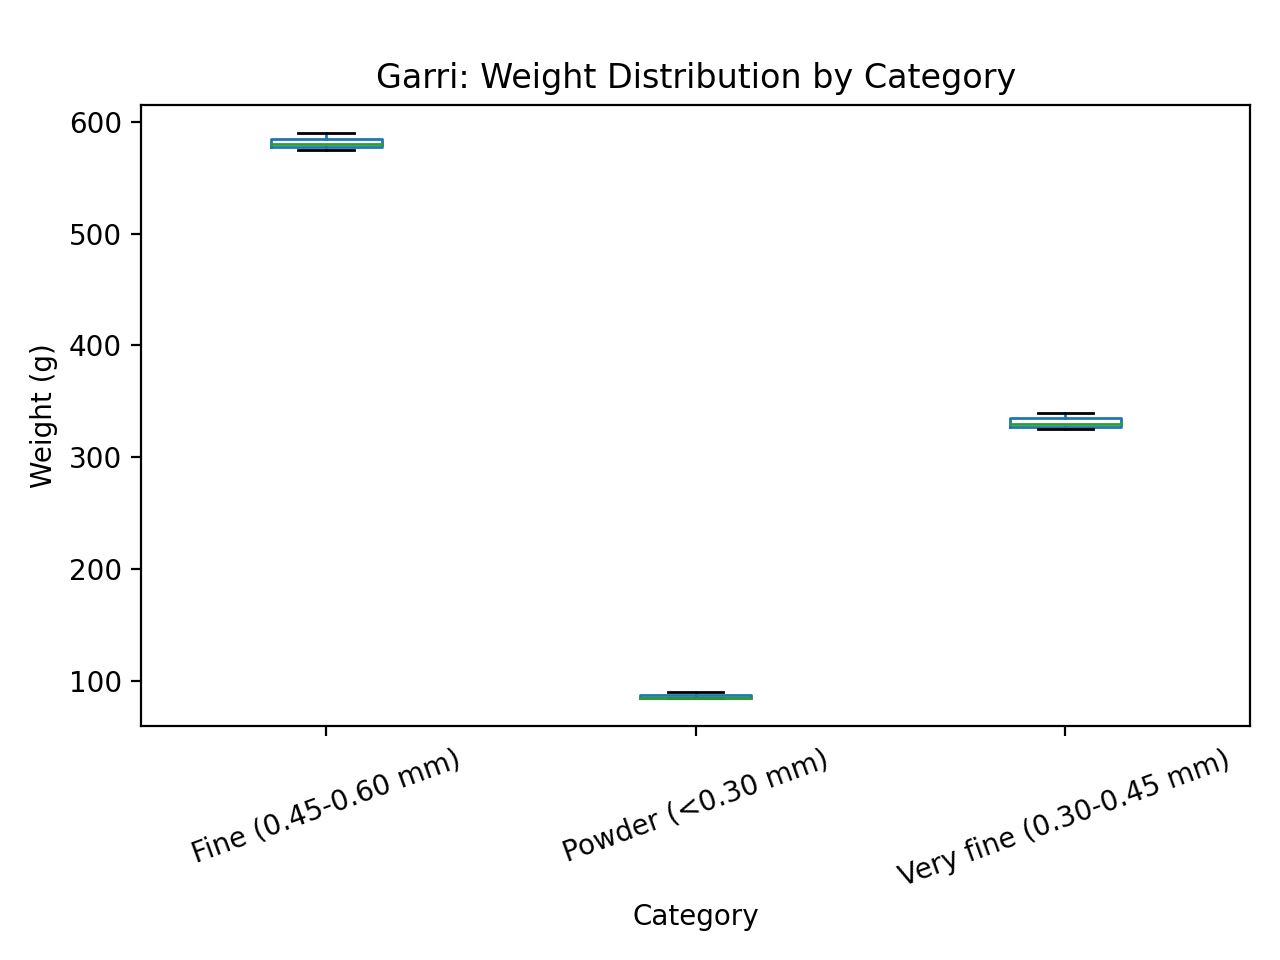 Garri: Weight Distribution by Category
600
500
400
300
200
100
Weight (g)
Fine (0.45-0.60 mm)
Powder (<0.30 mm)
Very fine (0.30-0.45 mm)
Category